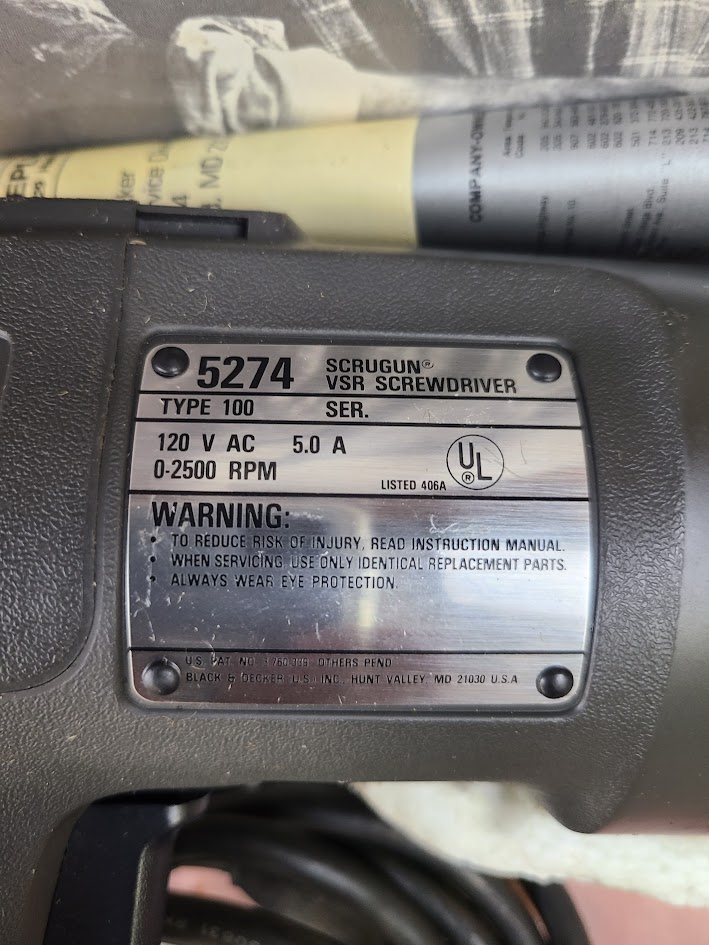 COMPANY-OWN
5274 SCRUGUN®
VSR SCREWDRIVER
TYPE 100 SER.
120 V AC 5.0 A
0-2500 RPM
LISTED 406A
UL
®
WARNING:
• TO REDUCE RISK OF INJURY, READ INSTRUCTION MANUAL.
• WHEN SERVICING USE ONLY IDENTICAL REPLACEMENT PARTS.
• ALWAYS WEAR EYE PROTECTION.
U.S. PAT. NO. OTHERS PEND
BLACK & DECKER (U.S.) INC., HUNT VALLEY, MD 21030 U.S.A.